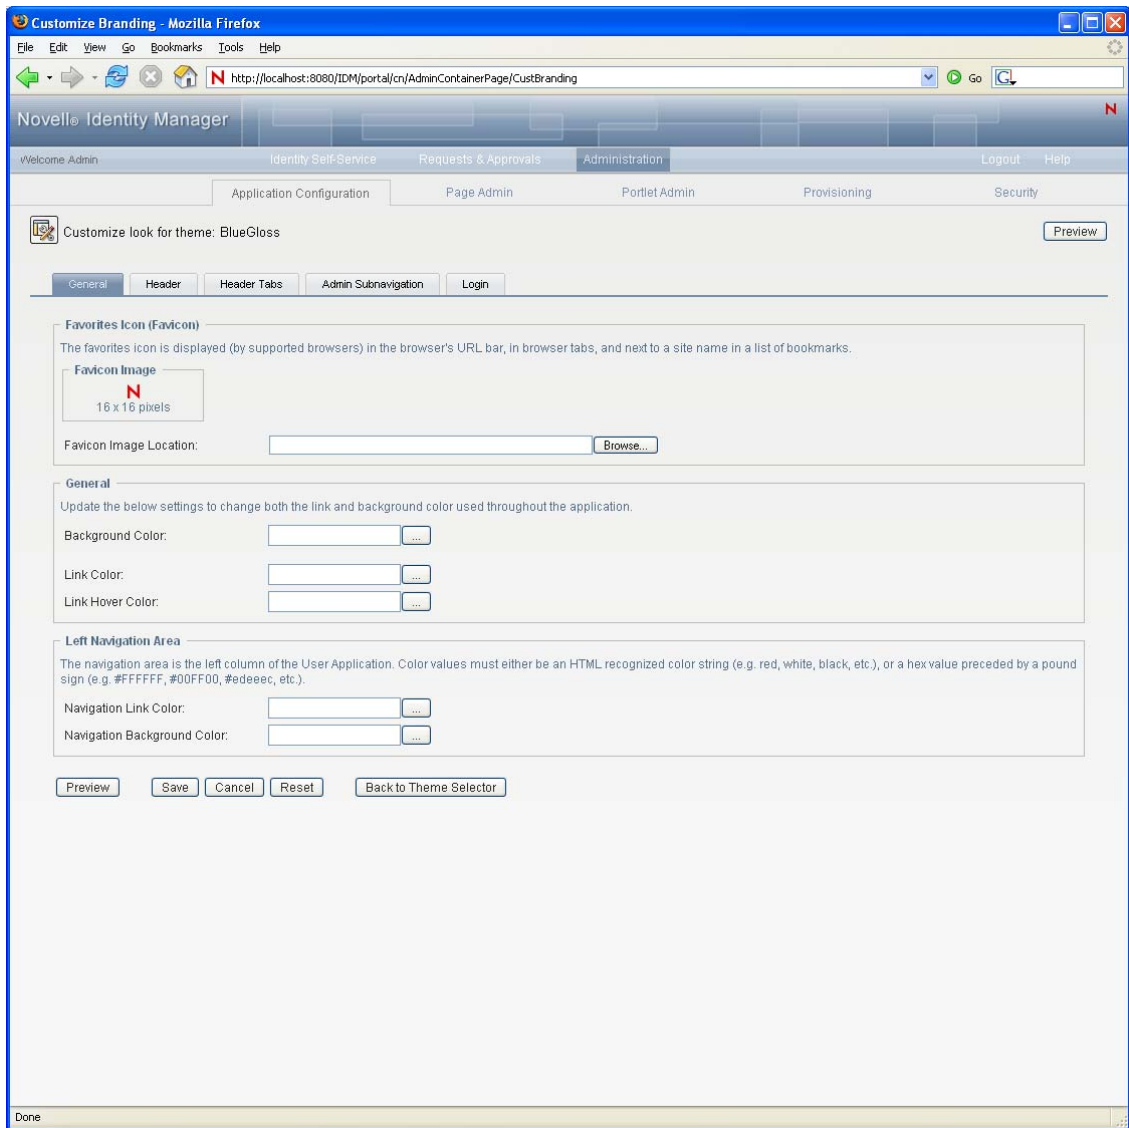 Customize Branding - Mozilla Firefox
File Edit View Go Bookmarks Tools Help
N http://localhost:8080/IDM/portal/cn/AdminContainerPage/CustBranding Go G
Novell® Identity Manager N
Welcome Admin Identity Self-Service Requests & Approvals Administration Logout Help
Application Configuration Page Admin Portlet Admin Provisioning Security
Customize look for theme: BlueGloss Preview
General Header Header Tabs Admin Subnavigation Login
Favorites Icon (Favicon)
The favorites icon is displayed (by supported browsers) in the browser's URL bar, in browser tabs, and next to a site name in a list of bookmarks.
Favicon Image
N
16 x 16 pixels
Favicon Image Location: Browse...
General
Update the below settings to change both the link and background color used throughout the application.
Background Color: ...
Link Color: ...
Link Hover Color: ...
Left Navigation Area
The navigation area is the left column of the User Application. Color values must either be an HTML recognized color string (e.g. red, white, black, etc.), or a hex value preceded by a pound
sign (e.g. #FFFFFF, #00FF00, #edeeec, etc.).
Navigation Link Color: ...
Navigation Background Color: ...
Preview Save Cancel Reset Back to Theme Selector
Done